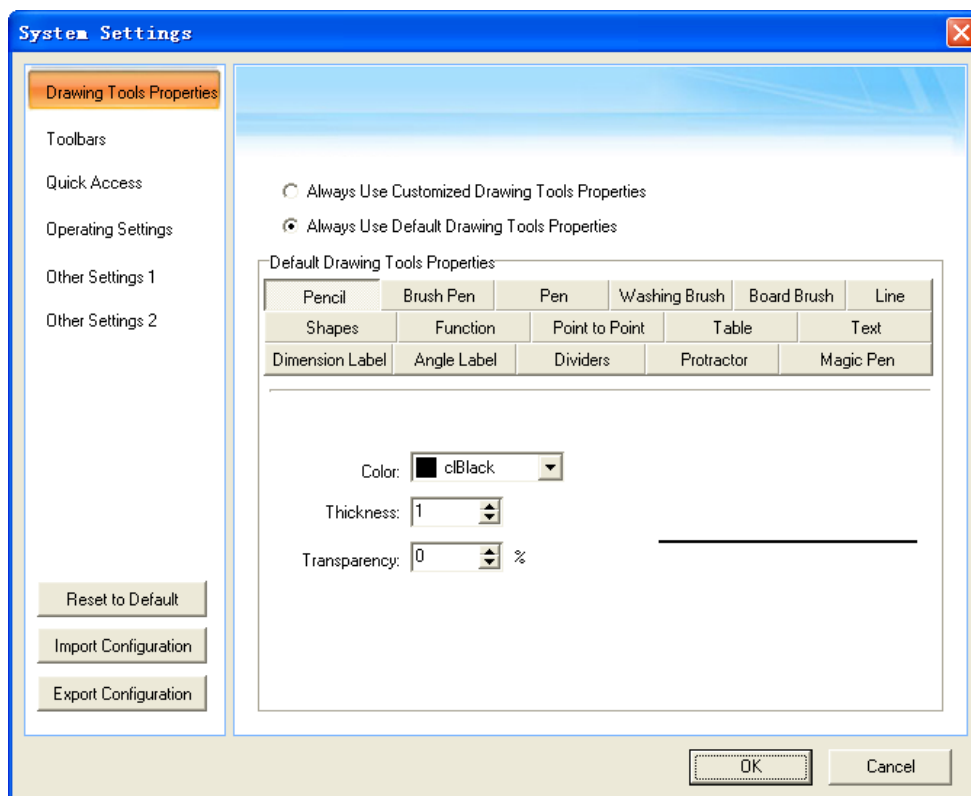 System Settings
Drawing Tools Properties
Toolbars
Quick Access
Operating Settings
Other Settings 1
Other Settings 2
Reset to Default
Import Configuration
Export Configuration
Always Use Customized Drawing Tools Properties
Always Use Default Drawing Tools Properties
Default Drawing Tools Properties
Pencil Brush Pen Pen Washing Brush Board Brush Line
Shapes Function Point to Point Table Text
Dimension Label Angle Label Dividers Protractor Magic Pen
Color: clBlack
Thickness: 1
Transparency: 0 %
OK Cancel